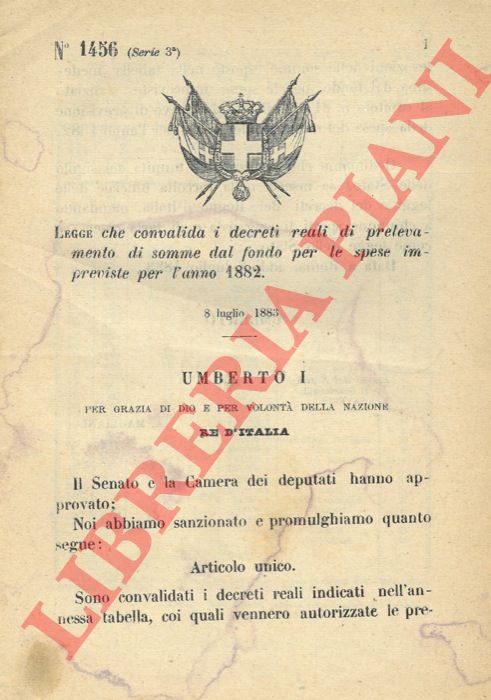 N° 1456 (Serie 3ª)
1
LEGGE che convalida i decreti reali di preleva-
mento di somme dal fondo per le spese im-
previste per l'anno 1882.
8 luglio 1883
UMBERTO I
PER GRAZIA DI DIO E PER VOLONTÀ DELLA NAZIONE
RE D'ITALIA
Il Senato e la Camera dei deputati hanno ap-
provato;
Noi abbiamo sanzionato e promulghiamo quanto
segue:
Articolo unico.
Sono convalidati i decreti reali indicati nell'an-
nessa tabella, coi quali vennero autorizzate le pre-
LIBRERIA PIANI